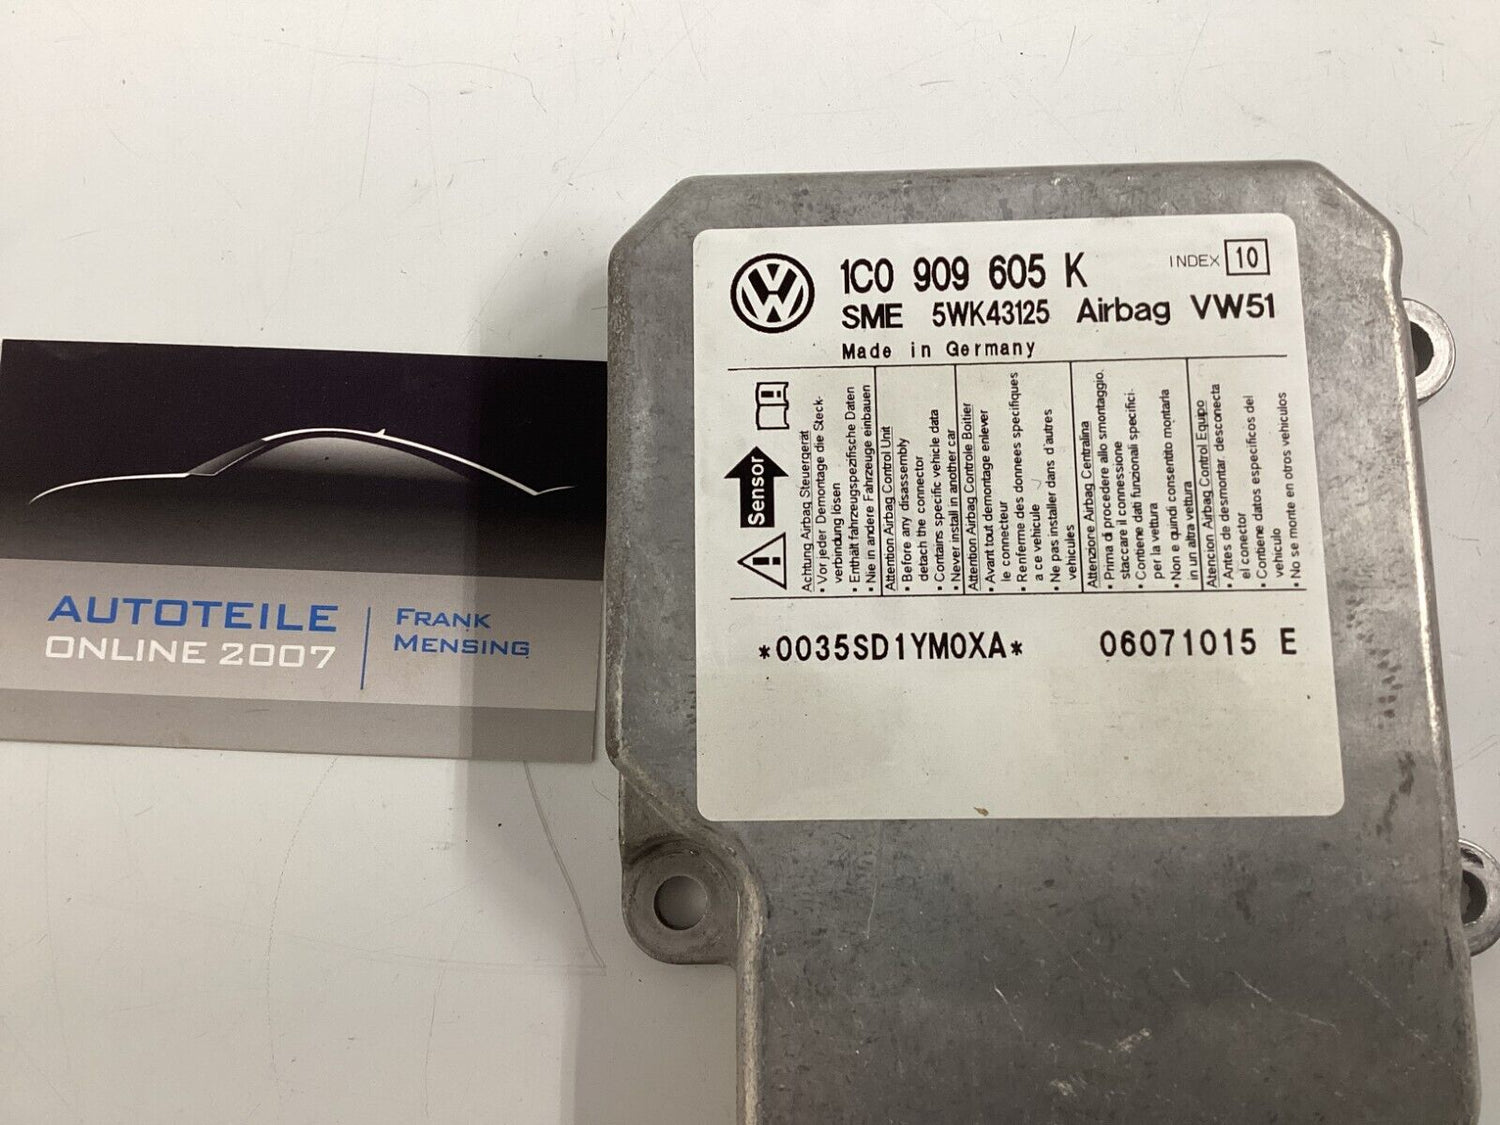 AUTOTEILE
ONLINE 2007
FRANK
MENSING
1C0 909 605 K
INDEX 10
SME 5WK43125 Airbag VW51
Made in Germany
Sensor
Achtung Airbag Steuergerät
• Vor jeder Demontage die Steck-
verbindung lösen
• Enthält fahrzeugspezifische Daten
• Nie in andere Fahrzeuge einbauen
Attention Airbag Control Unit
• Before any disassembly
detach the connector
• Contains specific vehicle data
• Never install in another car
Attention Airbag Controle Boitier
• Avant tout demontage enlever
le connecteur
• Renferme des donnees specifiques
a ce vehicule
• Ne pas installer dans d'autres
vehicules
Attenzione Airbag Centralina
• Prima di procedere allo smontaggio.
staccare il connessione
• Contiene dati funzionali specifici-
per la vettura
• Non e quindi consentito montarla
in un altra vettura
Atencion Airbag Control Equipo
• Antes de desmontar. desconecta
el conector
• Contiene datos especificos del
vehiculo
• No se monte en otros vehiculos
*0035SD1YM0XA* 06071015 E